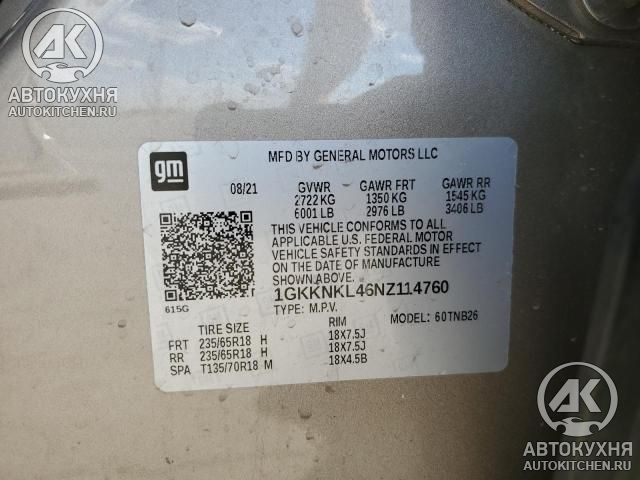 AK
АВТОКУХНЯ
AUTOKITCHEN.RU
gm
MFD BY GENERAL MOTORS LLC
08/21 GVWR GAWR FRT GAWR RR
2722 KG 1350 KG 1545 KG
6001 LB 2976 LB 3406 LB
THIS VEHICLE CONFORMS TO ALL
APPLICABLE U.S. FEDERAL MOTOR
VEHICLE SAFETY STANDARDS IN EFFECT
ON THE DATE OF MANUFACTURE
SHOWN ABOVE.
615G
1GKKNKL46NZ114760
TYPE: M.P.V. MODEL: 60TNB26
TIRE SIZE RIM
FRT 235/65R18 H 18X7.5J
RR 235/65R18 H 18X7.5J
SPA T135/70R18 M 18X4.5B
AK
АВТОКУХНЯ
AUTOKITCHEN.RU